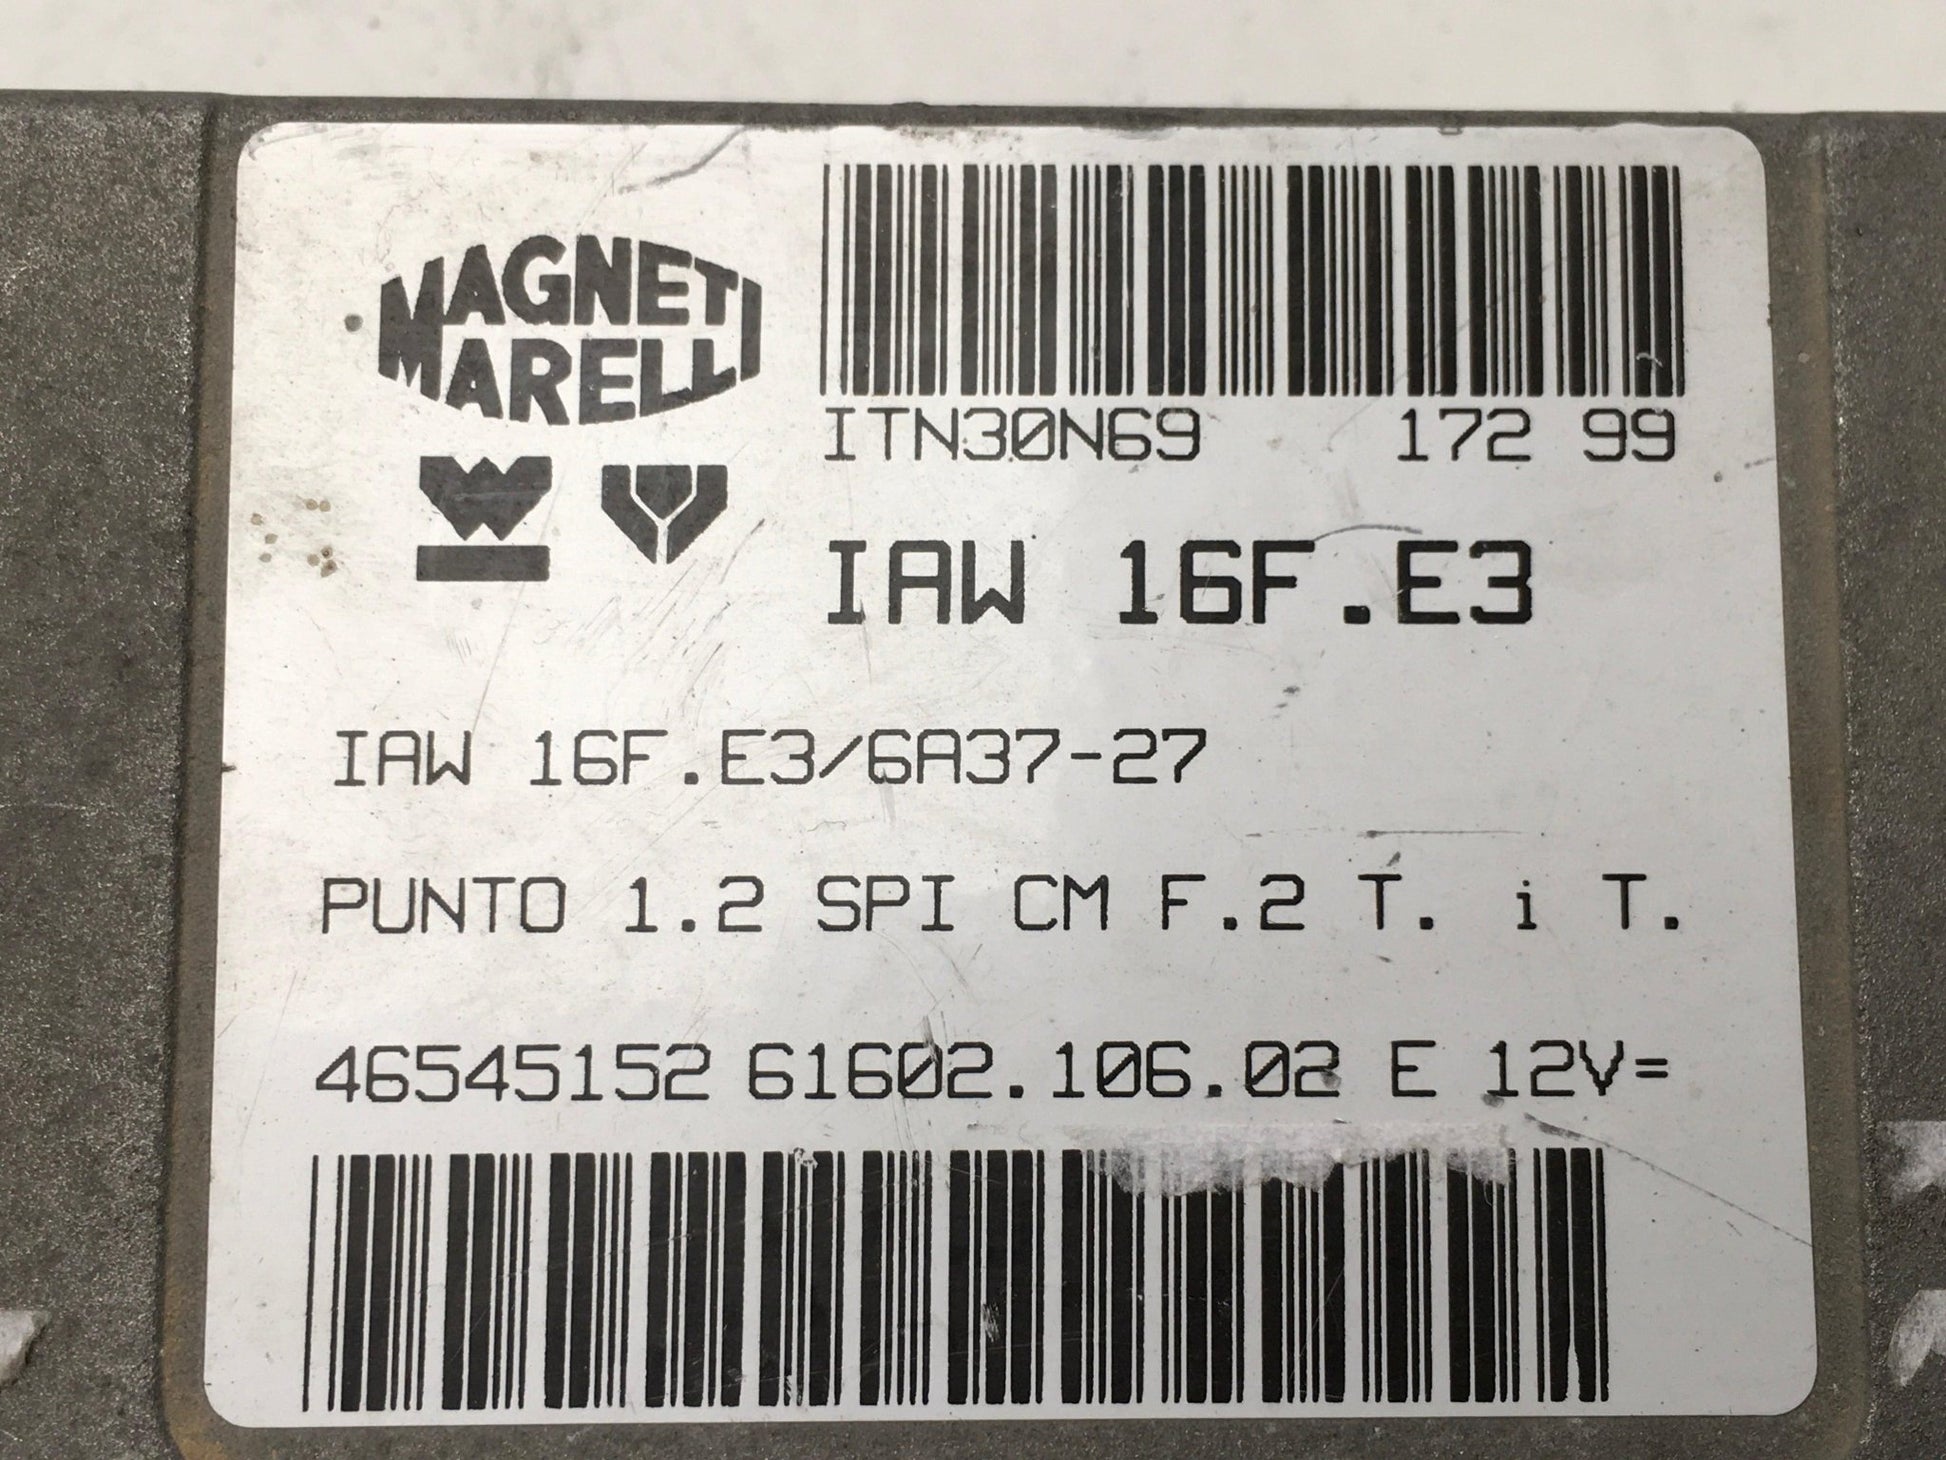 MAGNETI
MARELLI
ITN30N69 172 99
IAW 16F.E3
IAW 16F.E3/6A37-27
PUNTO 1.2 SPI CM F.2 T. i T.
46545152 61602.106.02 E 12V=